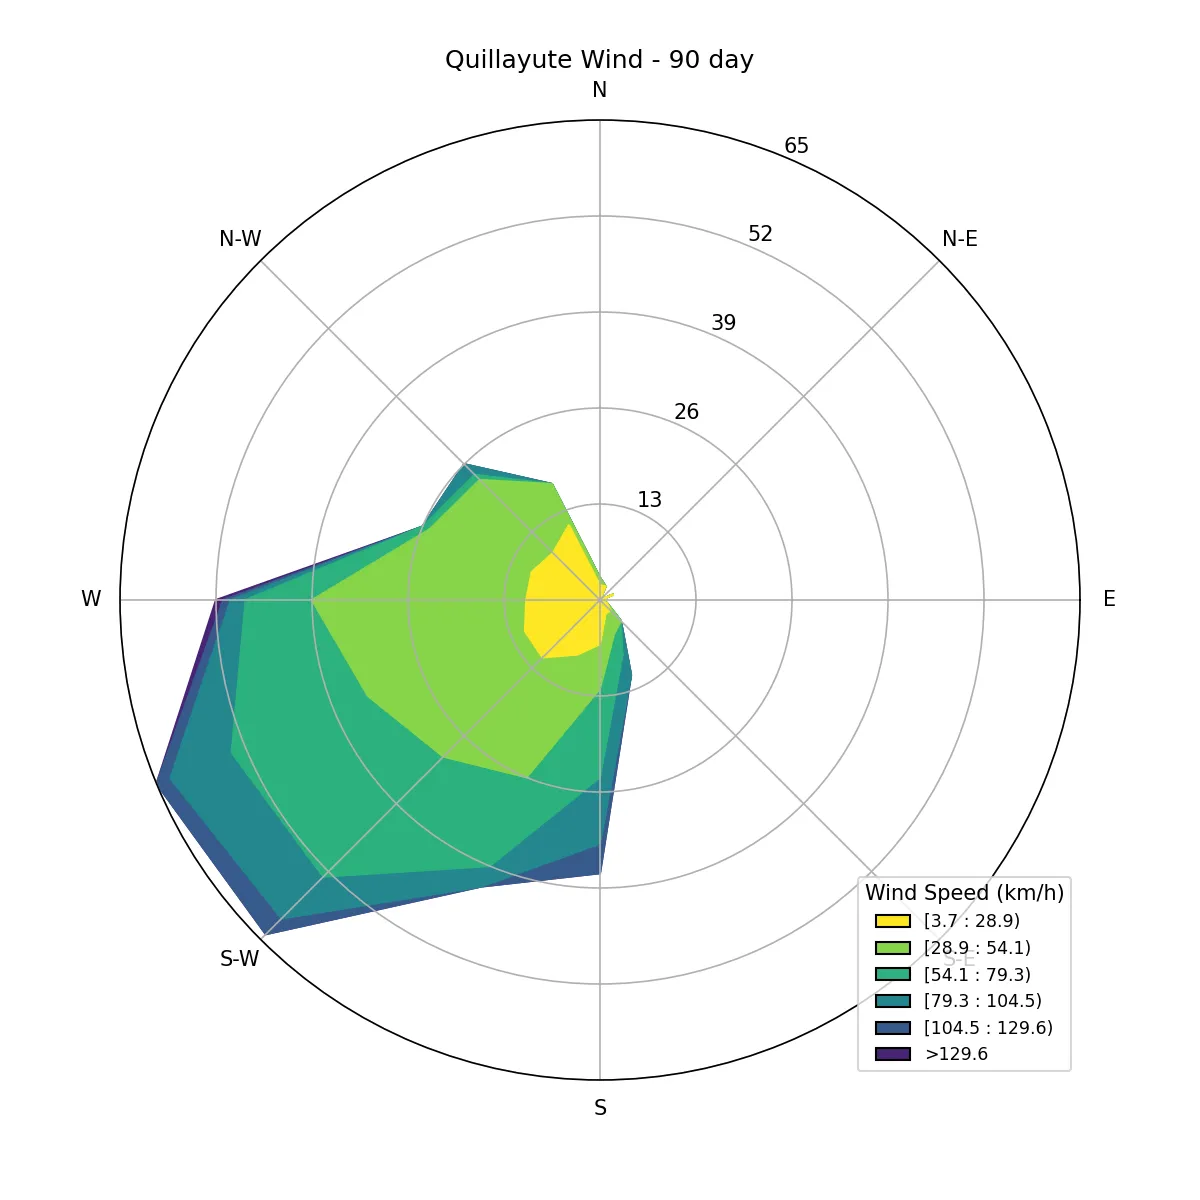 Quillayute Wind - 90 day
N
65
N-W
52
N-E
39
26
13
W
E
S-W
S-E
S
Wind Speed (km/h)
[3.7 : 28.9)
[28.9 : 54.1)
[54.1 : 79.3)
[79.3 : 104.5)
[104.5 : 129.6)
>129.6